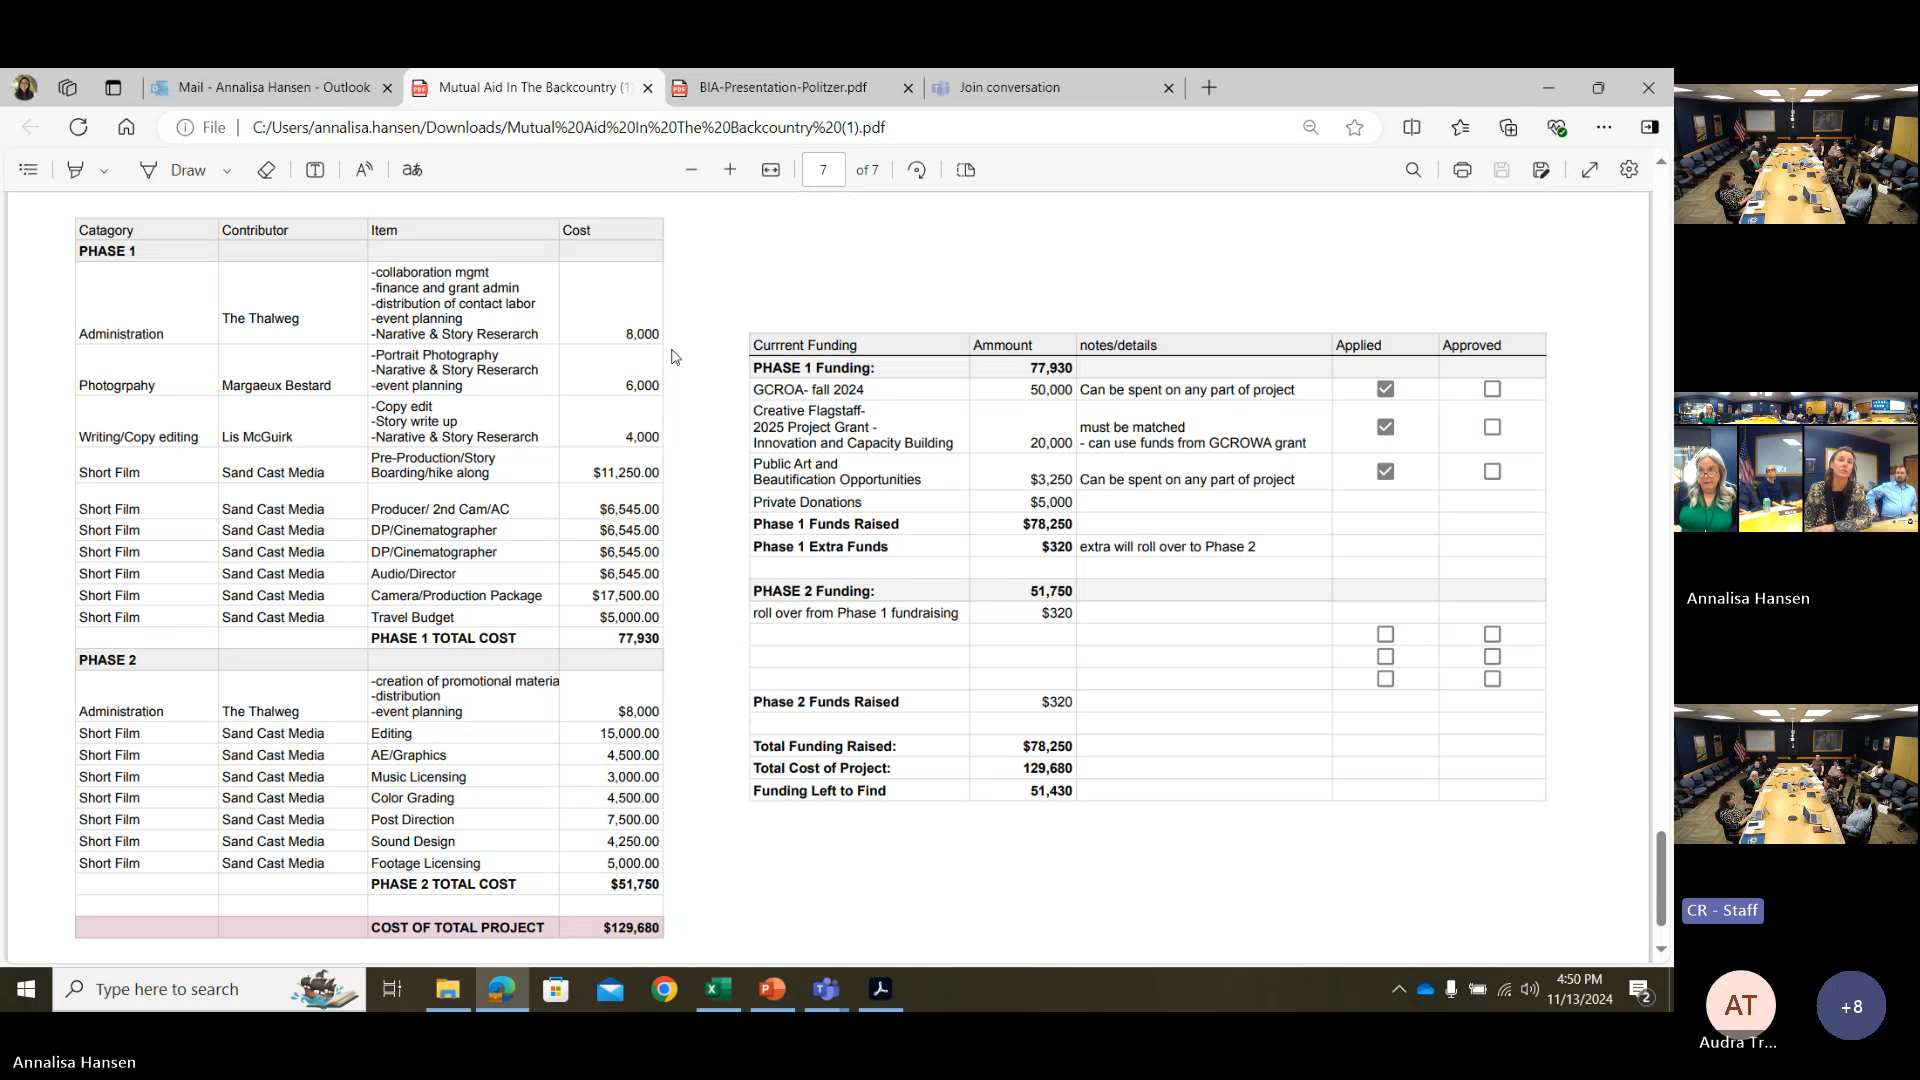 Mail - Annalisa Hansen - Outlook
Mutual Aid In The Backcountry (1)
BIA-Presentation-Politzer.pdf
Join conversation
File
C:/Users/annalisa.hansen/Downloads/Mutual%20Aid%20In%20The%20Backcountry%20(1).pdf
Draw
7 of 7
Catagory Contributor Item Cost
PHASE 1
-collaboration mgmt
-finance and grant admin
-distribution of contact labor
-event planning
Administration The Thalweg -Narative & Story Reserarch 8,000
-Portrait Photography
-Narative & Story Reserarch
Photogrpahy Margaeux Bestard -event planning 6,000
-Copy edit
-Story write up
Writing/Copy editing Lis McGuirk -Narative & Story Research 4,000
Pre-Production/Story
Short Film Sand Cast Media Boarding/hike along $11,250.00
Short Film Sand Cast Media Producer/ 2nd Cam/AC $6,545.00
Short Film Sand Cast Media DP/Cinematographer $6,545.00
Short Film Sand Cast Media DP/Cinematographer $6,545.00
Short Film Sand Cast Media Audio/Director $6,545.00
Short Film Sand Cast Media Camera/Production Package $17,500.00
Short Film Sand Cast Media Travel Budget $5,000.00
PHASE 1 TOTAL COST 77,930
PHASE 2
-creation of promotional materia
-distribution
Administration The Thalweg -event planning $8,000
Short Film Sand Cast Media Editing 15,000.00
Short Film Sand Cast Media AE/Graphics 4,500.00
Short Film Sand Cast Media Music Licensing 3,000.00
Short Film Sand Cast Media Color Grading 4,500.00
Short Film Sand Cast Media Post Direction 7,500.00
Short Film Sand Cast Media Sound Design 4,250.00
Short Film Sand Cast Media Footage Licensing 5,000.00
PHASE 2 TOTAL COST $51,750
COST OF TOTAL PROJECT $129,680
Currrent Funding Ammount notes/details Applied Approved
PHASE 1 Funding: 77,930
GCROA- fall 2024 50,000 Can be spent on any part of project
Creative Flagstaff-
2025 Project Grant - must be matched
Innovation and Capacity Building 20,000 - can use funds from GCROWA grant
Public Art and
Beautification Opportunities $3,250 Can be spent on any part of project
Private Donations $5,000
Phase 1 Funds Raised $78,250
Phase 1 Extra Funds $320 extra will roll over to Phase 2
PHASE 2 Funding: 51,750
roll over from Phase 1 fundraising $320
Phase 2 Funds Raised $320
Total Funding Raised: $78,250
Total Cost of Project: 129,680
Funding Left to Find 51,430
Type here to search
4:50 PM
11/13/2024
2
Annalisa Hansen
CR - Staff
AT
Audra Tr...
+8
Annalisa Hansen